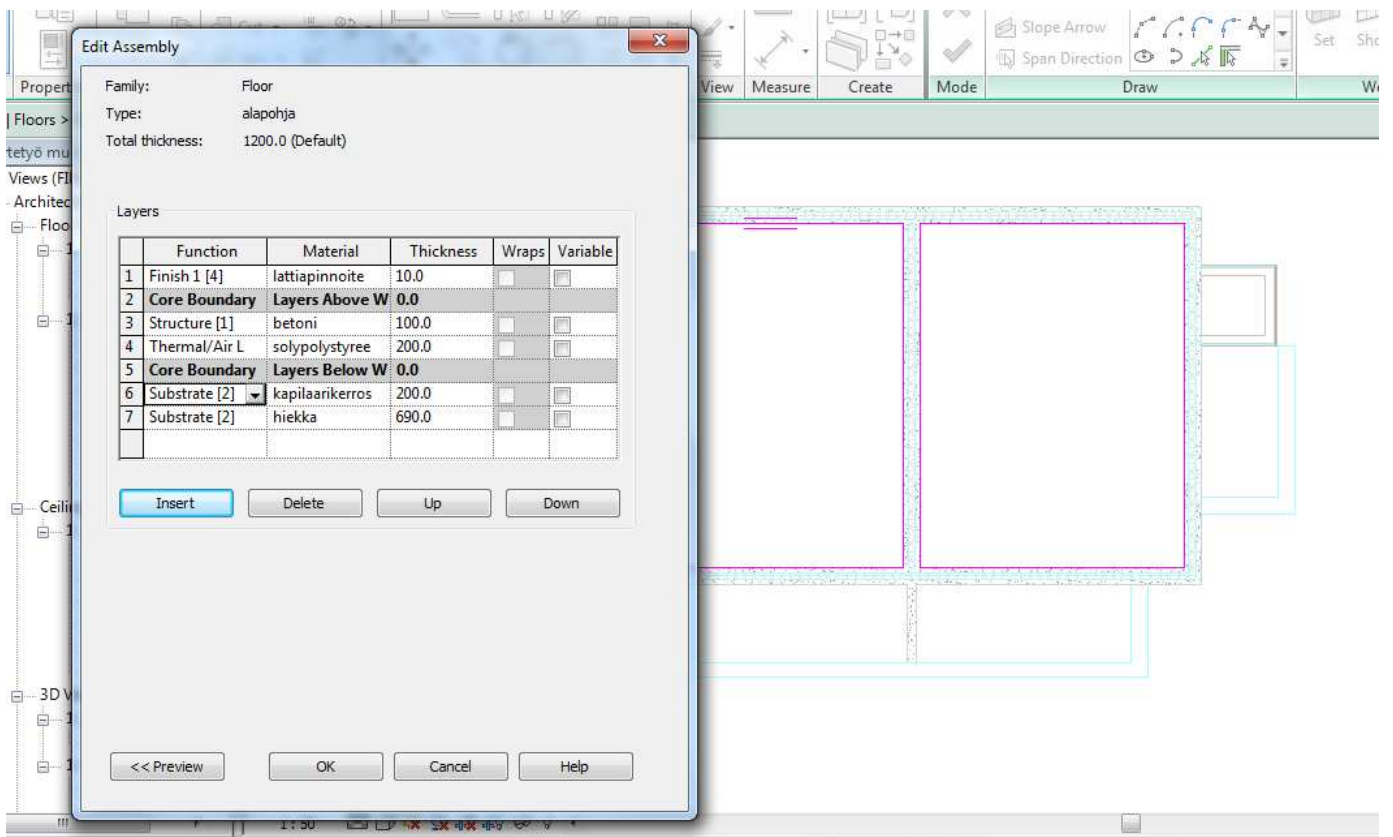 Edit Assembly
Slope Arrow
Span Direction
Set
Propert
View
Measure
Create
Mode
Draw
Family: Floor
Type: alapohja
Total thickness: 1200.0 (Default)
| Floors >
tetyö mu
Views (FI
Architec
Floo
Ceilin
3D V
Layers
Function Material Thickness Wraps Variable
1 Finish 1 [4] lattiapinnoite 10.0
2 Core Boundary Layers Above W 0.0
3 Structure [1] betoni 100.0
4 Thermal/Air L solypolystyree 200.0
5 Core Boundary Layers Below W 0.0
6 Substrate [2] kapilaarikerros 200.0
7 Substrate [2] hiekka 690.0
Insert Delete Up Down
<< Preview OK Cancel Help
1 : 50